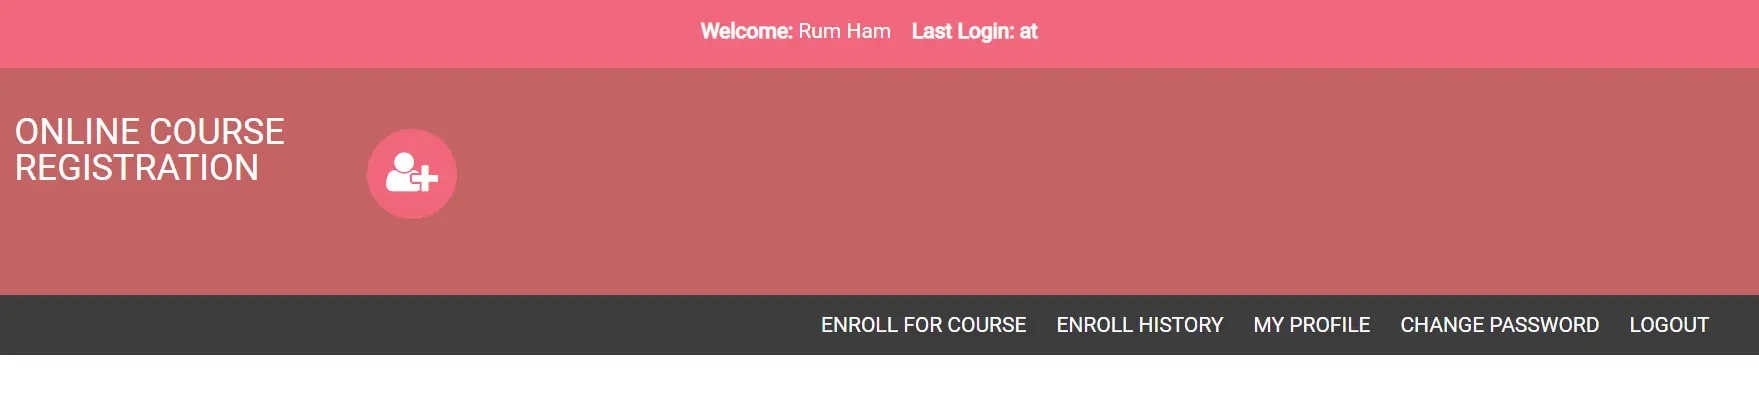 Welcome: Rum Ham Last Login: at
ONLINE COURSE
REGISTRATION
ENROLL FOR COURSE ENROLL HISTORY MY PROFILE CHANGE PASSWORD LOGOUT